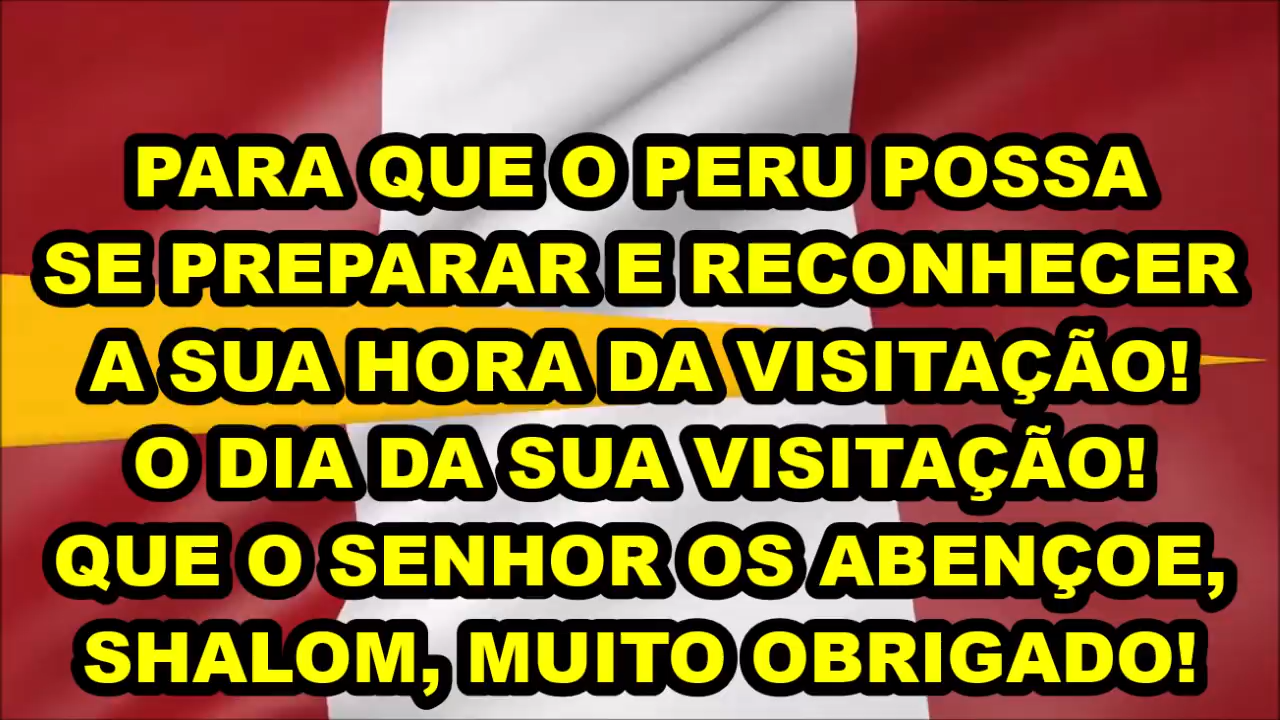 PARA QUE O PERU POSSA
SE PREPARAR E RECONHECER
A SUA HORA DA VISITAÇÃO!
O DIA DA SUA VISITAÇÃO!
QUE O SENHOR OS ABENÇOE,
SHALOM, MUITO OBRIGADO!